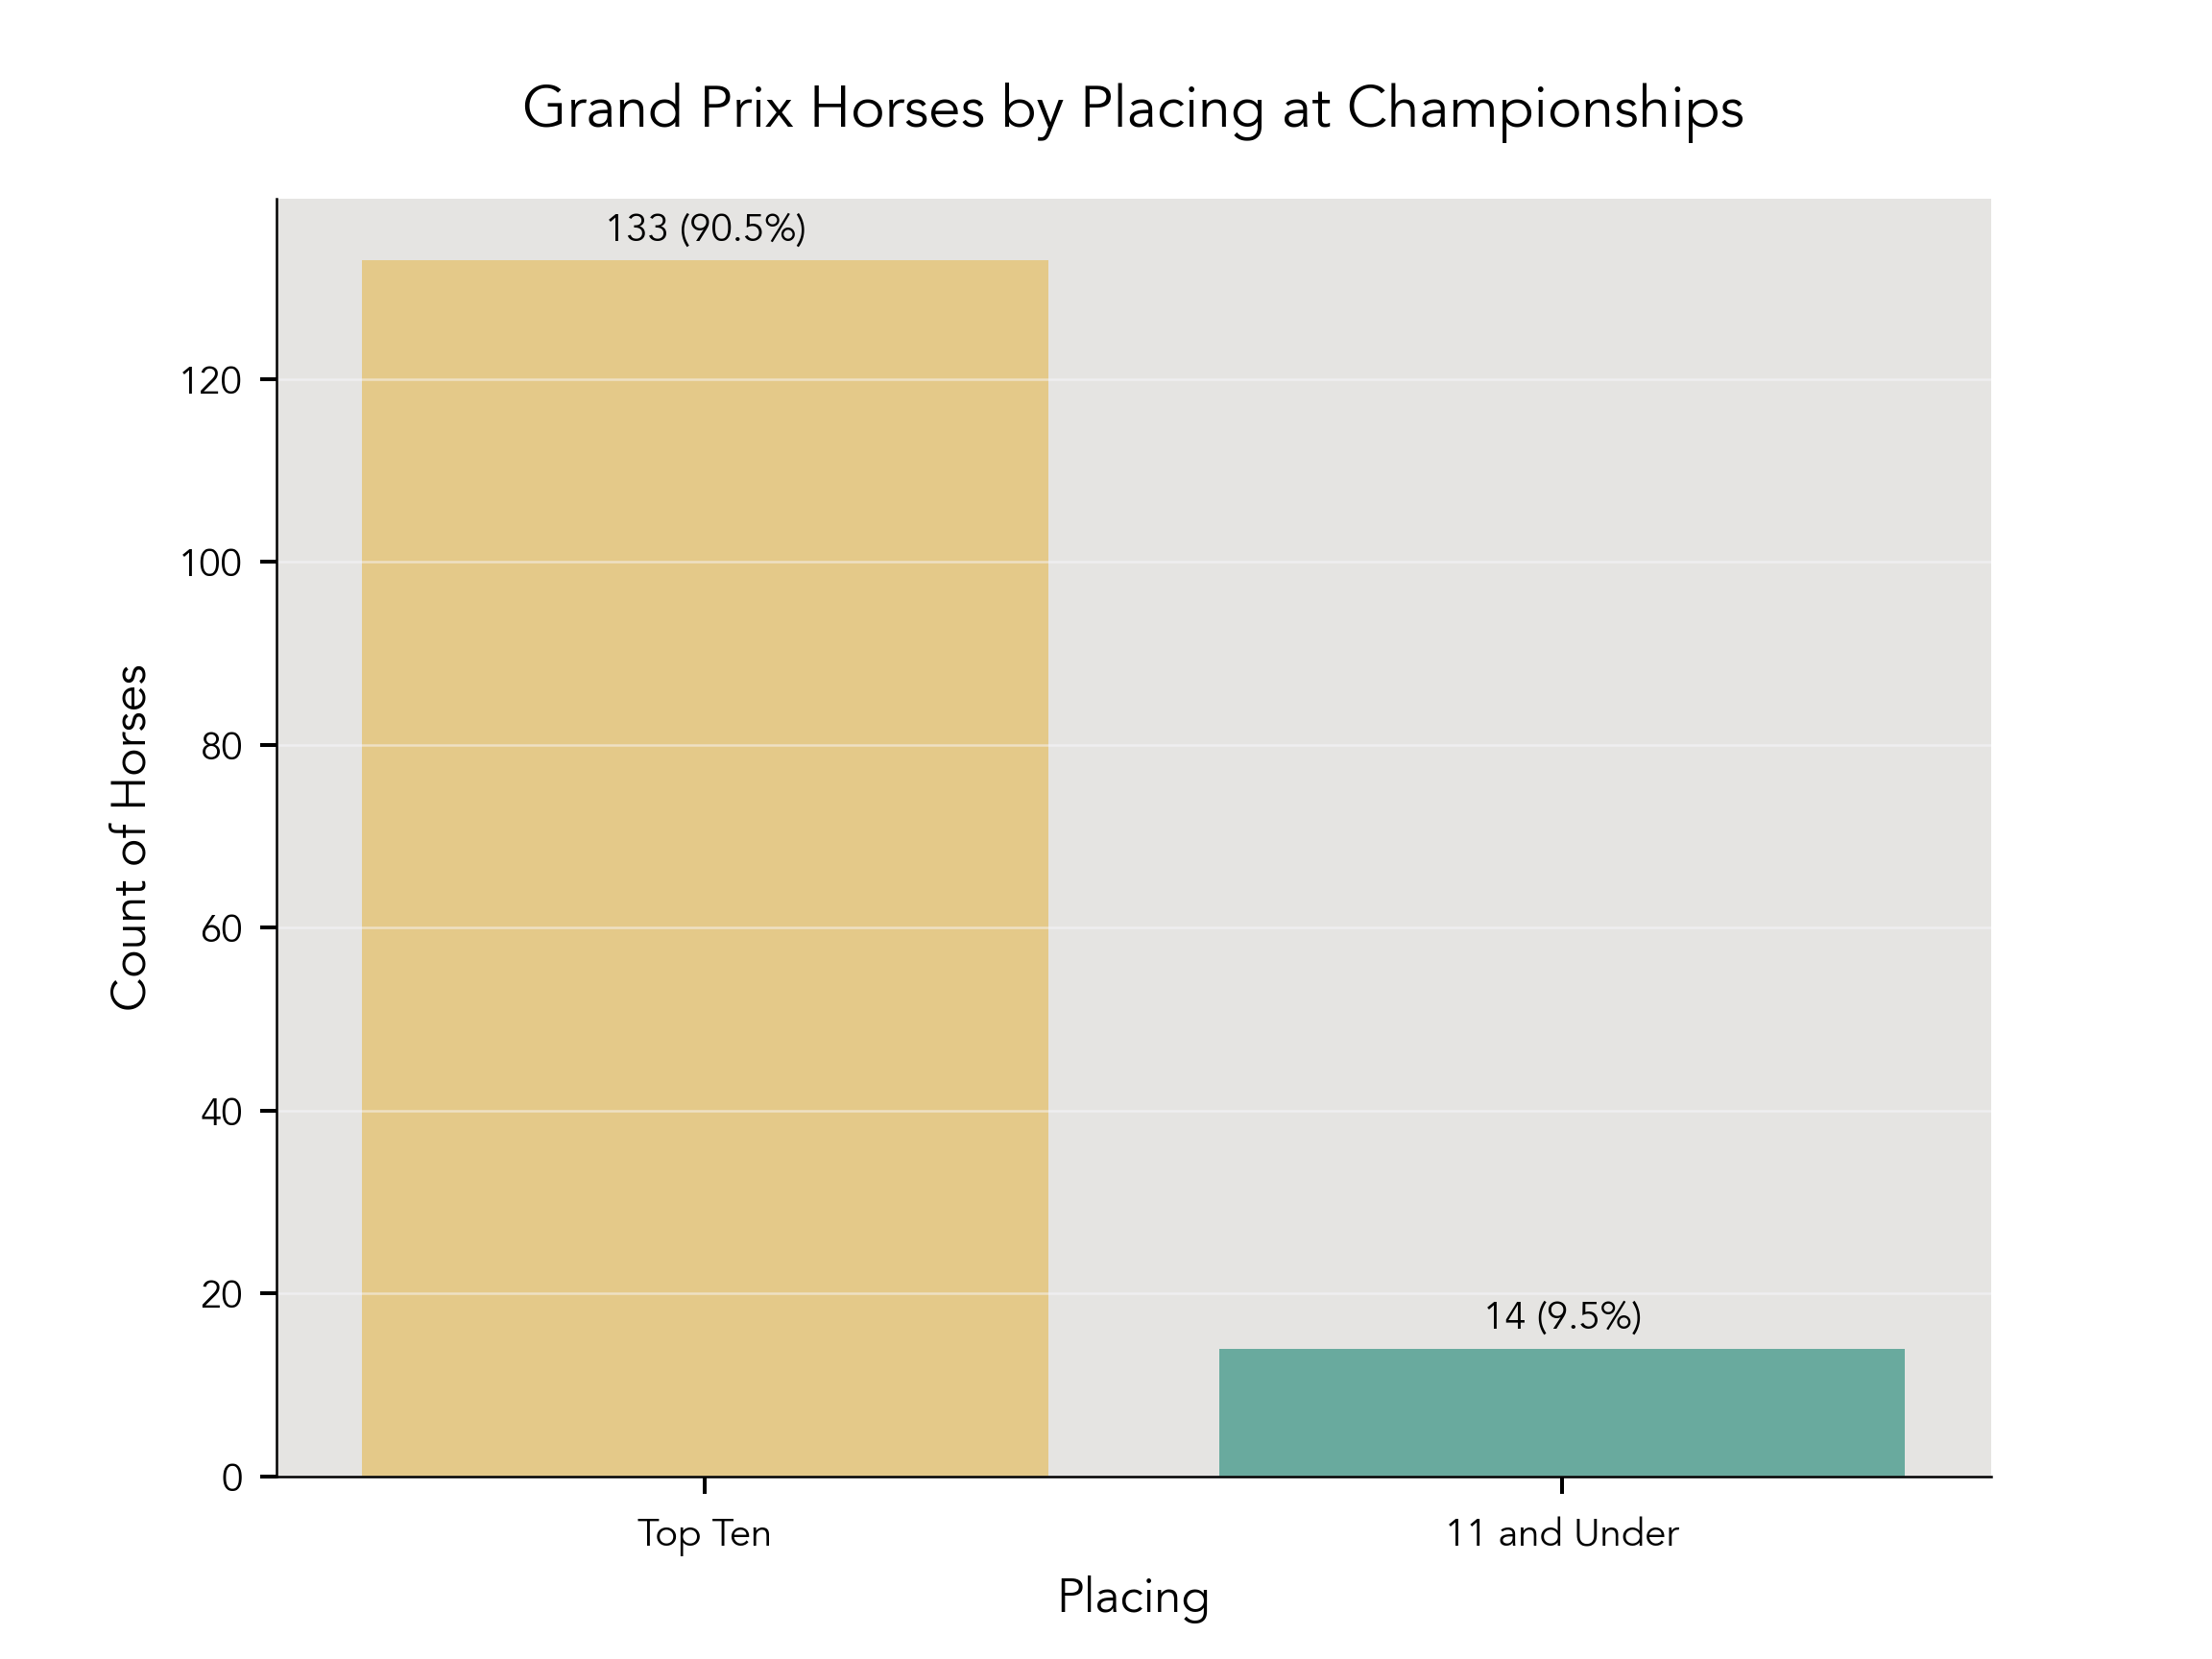 Grand Prix Horses by Placing at Championships
133 (90.5%)
120
100
80
60
40
20
0
Count of Horses
14 (9.5%)
Top Ten
11 and Under
Placing